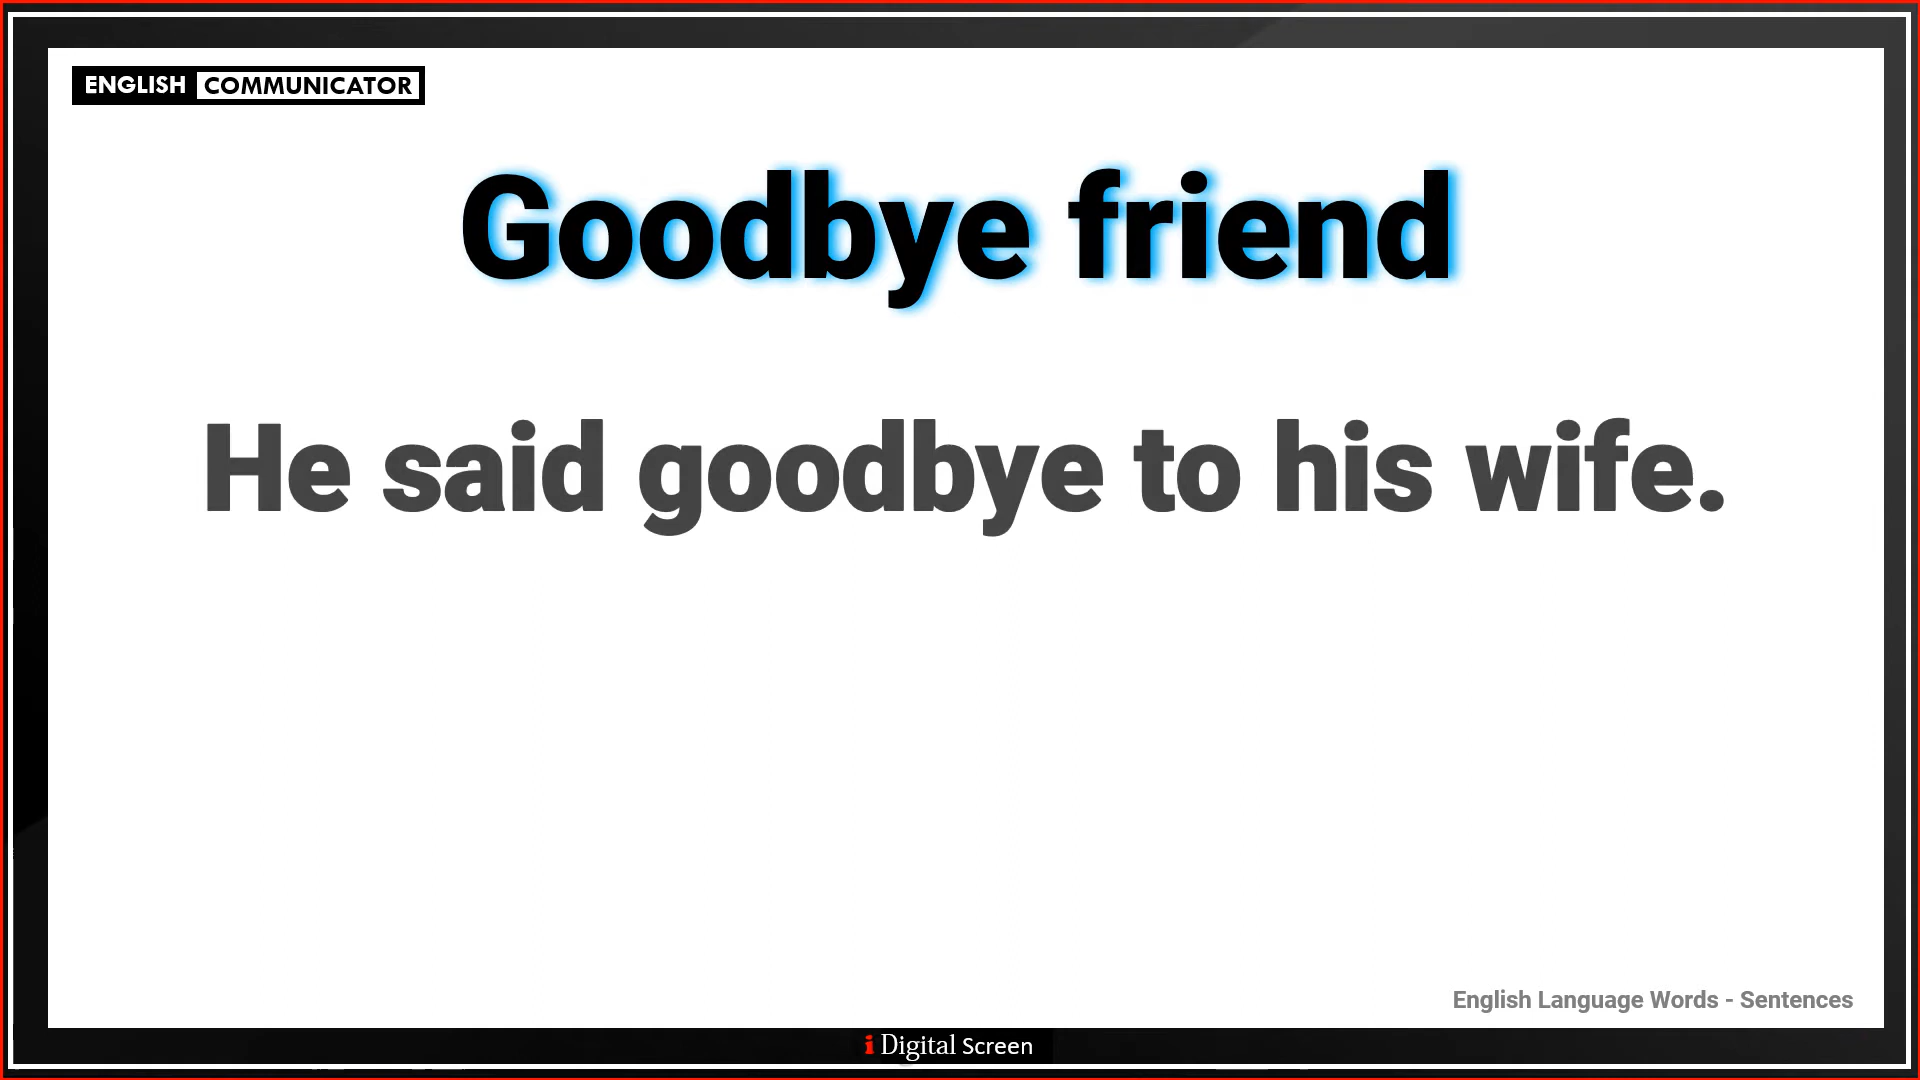 ENGLISH COMMUNICATOR
Goodbye friend
He said goodbye to his wife.
English Language Words - Sentences
i Digital Screen